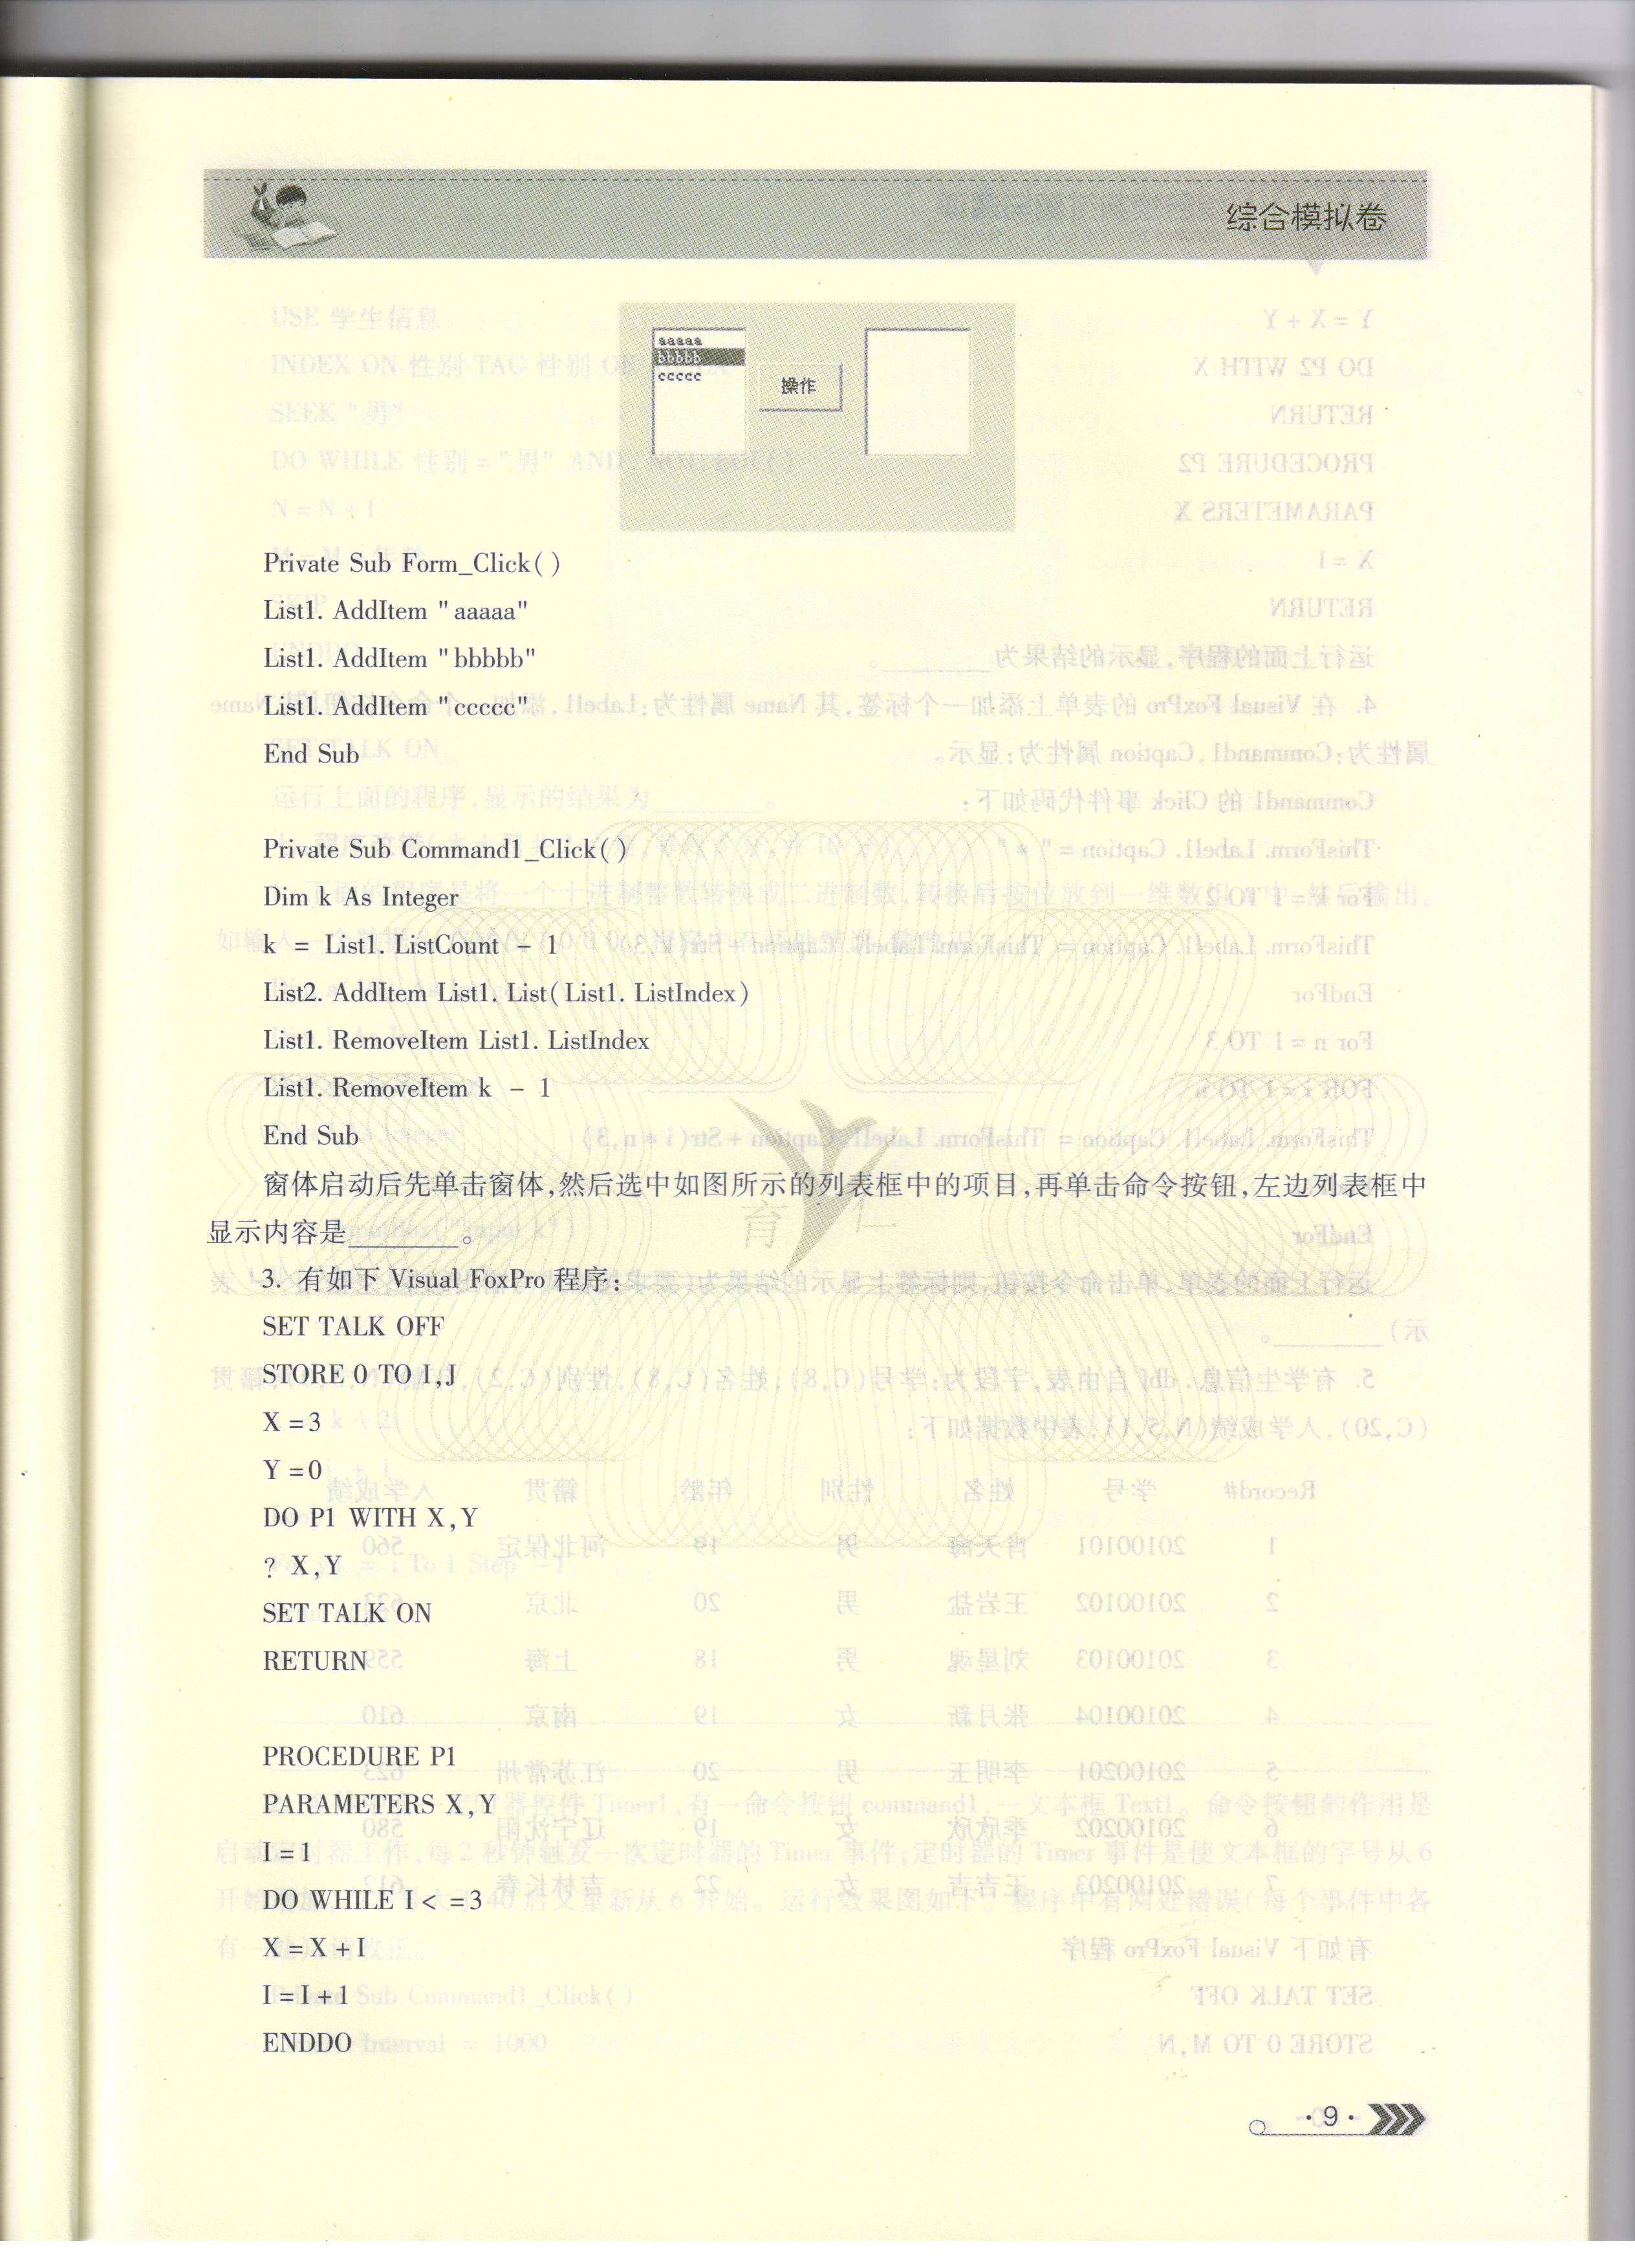 综合模拟卷
aaaaa
bbbbb
ccccc
操作
Private Sub Form_Click( )
List1. AddItem "aaaaa"
List1. AddItem "bbbbb"
List1. AddItem "ccccc"
End Sub
Private Sub Command1_Click( )
Dim k As Integer
k = List1. ListCount - 1
List2. AddItem List1. List( List1. ListIndex)
List1. RemoveItem List1. ListIndex
List1. RemoveItem k - 1
End Sub
窗体启动后先单击窗体,然后选中如图所示的列表框中的项目,再单击命令按钮,左边列表框中
显示内容是________。
3. 有如下 Visual FoxPro 程序:
SET TALK OFF
STORE 0 TO I,J
X =3
Y =0
DO P1 WITH X,Y
? X,Y
SET TALK ON
RETURN
PROCEDURE P1
PARAMETERS X,Y
I =1
DO WHILE I < =3
X =X +I
I =I +1
ENDDO
育仁
·9·